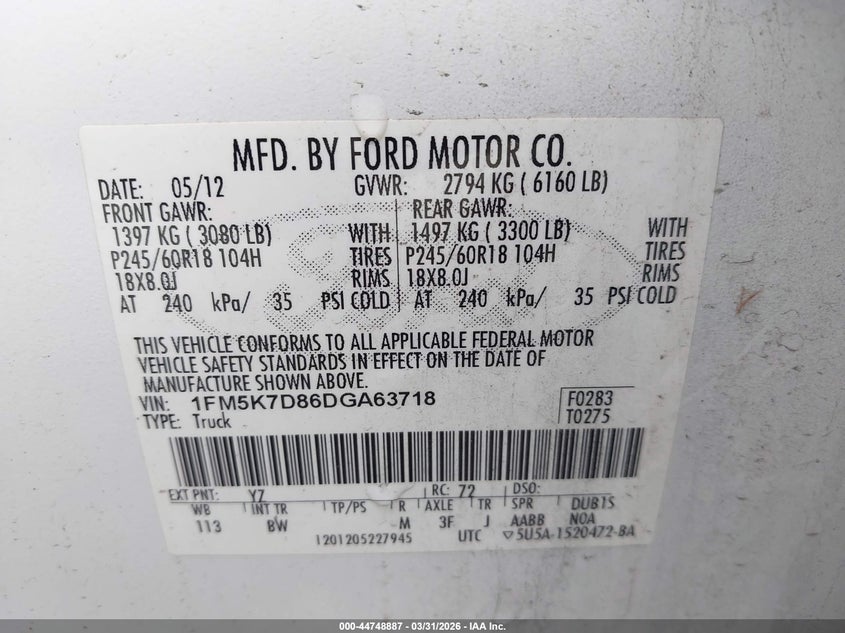 MFD. BY FORD MOTOR CO.
DATE: 05/12 GVWR: 2794 KG ( 6160 LB)
FRONT GAWR: REAR GAWR:
1397 KG ( 3080 LB) WITH 1497 KG ( 3300 LB) WITH
P245/60R18 104H TIRES P245/60R18 104H TIRES
18X8.0J RIMS 18X8.0J RIMS
AT 240 kPa/ 35 PSI COLD AT 240 kPa/ 35 PSI COLD
THIS VEHICLE CONFORMS TO ALL APPLICABLE FEDERAL MOTOR
VEHICLE SAFETY STANDARDS IN EFFECT ON THE DATE OF
MANUFACTURE SHOWN ABOVE.
VIN: 1FM5K7D86DGA63718 F0283
TYPE: Truck T0275
EXT PNT: YZ RC: 72 DSO:
WB INT TR TP/PS R AXLE TR SPR DUB1S
113 BW M 3F J AABB NOA
1201205227945 UTC ▽5U5A-1520472-BA
000-44748887 - 03/31/2026 - IAA Inc.